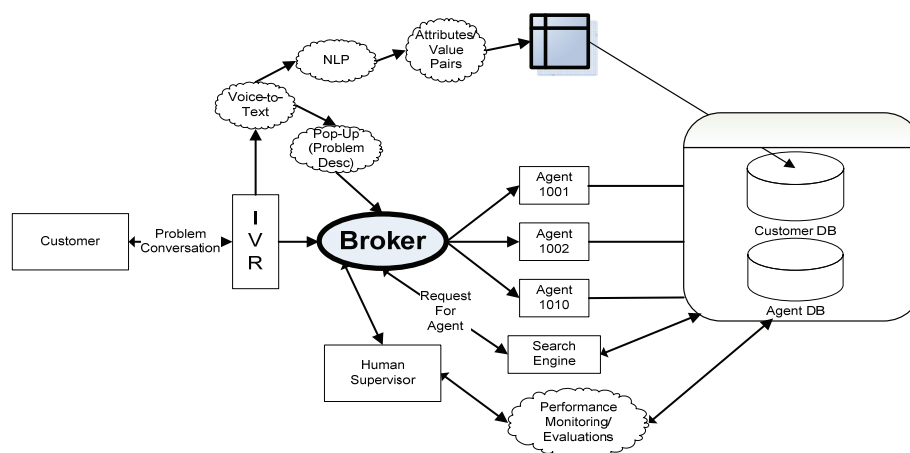 NLP
Attributes/
Value
Pairs
Voice-to-
Text
Pop-Up
(Problem
Desc)
Customer
Problem
Conversation
I
V
R
Broker
Agent
1001
Agent
1002
Agent
1010
Customer DB
Agent DB
Request
For
Agent
Search
Engine
Human
Supervisor
Performance
Monitoring/
Evaluations